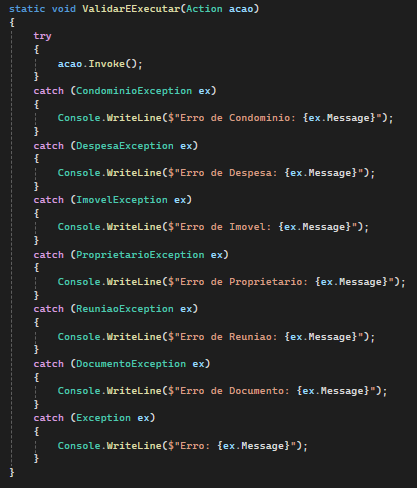 static void ValidarEExecutar(Action acao)
{
    try
    {
        acao.Invoke();
    }
    catch (CondominioException ex)
    {
        Console.WriteLine($"Erro de Condominio: {ex.Message}");
    }
    catch (DespesaException ex)
    {
        Console.WriteLine($"Erro de Despesa: {ex.Message}");
    }
    catch (ImovelException ex)
    {
        Console.WriteLine($"Erro de Imovel: {ex.Message}");
    }
    catch (ProprietarioException ex)
    {
        Console.WriteLine($"Erro de Proprietario: {ex.Message}");
    }
    catch (ReuniaoException ex)
    {
        Console.WriteLine($"Erro de Reuniao: {ex.Message}");
    }
    catch (DocumentoException ex)
    {
        Console.WriteLine($"Erro de Documento: {ex.Message}");
    }
    catch (Exception ex)
    {
        Console.WriteLine($"Erro: {ex.Message}");
    }
}